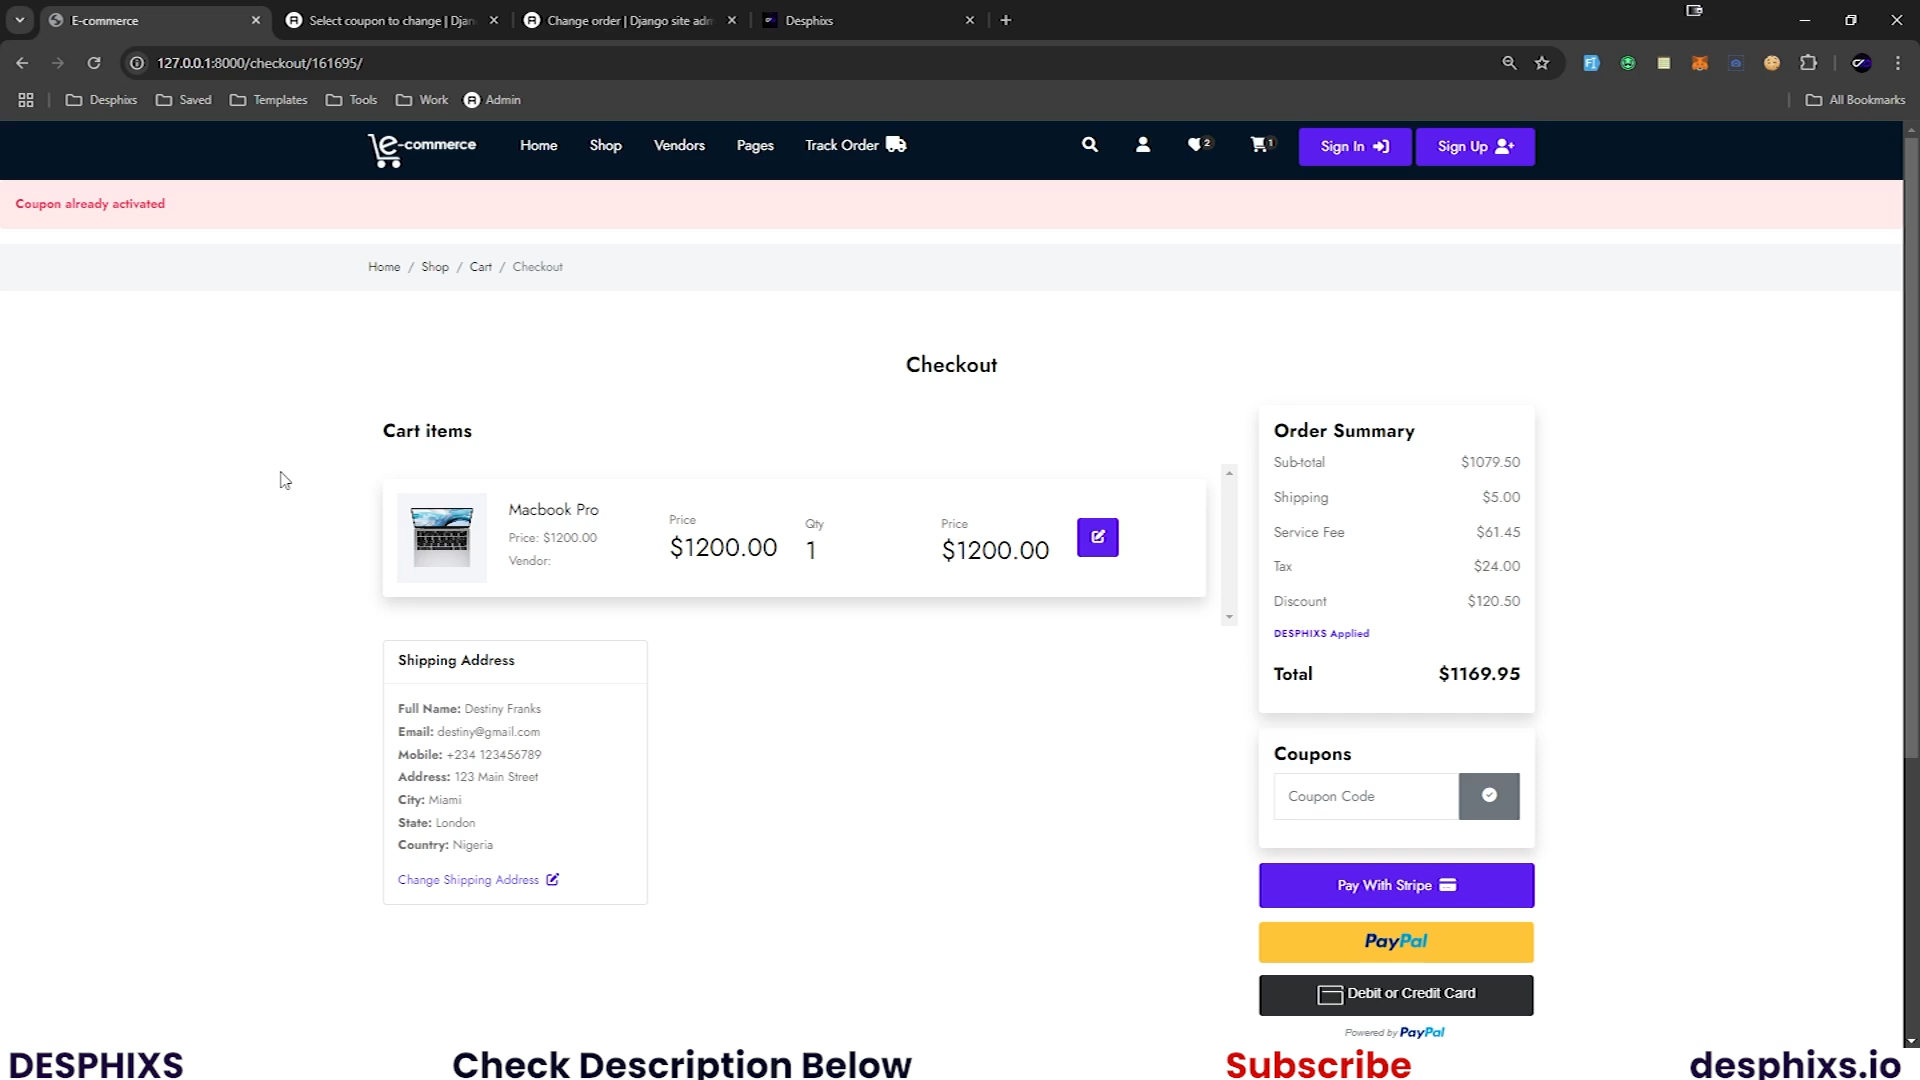 E-commerce
Select coupon to change | Djan
Change order | Django site adm
Desphixs
127.0.0.1:8000/checkout/161695/
Desphixs
Saved
Templates
Tools
Work
Admin
All Bookmarks
e-commerce
Home
Shop
Vendors
Pages
Track Order
2
1
Sign In
Sign Up
Coupon already activated
Home / Shop / Cart / Checkout
Checkout
Cart items
Macbook Pro
Price: $1200.00
Vendor:
Price
$1200.00
Qty
1
Price
$1200.00
Shipping Address
Full Name: Destiny Franks
Email: destiny@gmail.com
Mobile: +234 123456789
Address: 123 Main Street
City: Miami
State: London
Country: Nigeria
Change Shipping Address
Order Summary
Sub-total $1079.50
Shipping $5.00
Service Fee $61.45
Tax $24.00
Discount $120.50
DESPHIXS Applied
Total $1169.95
Coupons
Coupon Code
Pay With Stripe
PayPal
Debit or Credit Card
Powered by PayPal
DESPHIXS
Check Description Below
Subscribe
desphixs.io